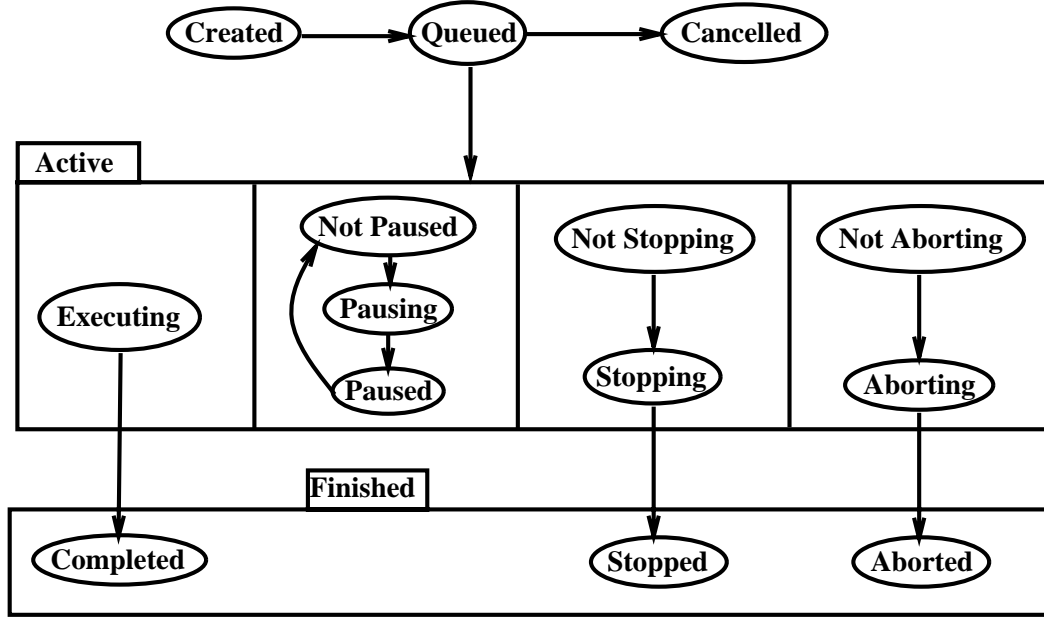 Created
Queued
Cancelled
Active
Not Paused
Not Stopping
Not Aborting
Pausing
Executing
Paused
Stopping
Aborting
Finished
Completed
Stopped
Aborted